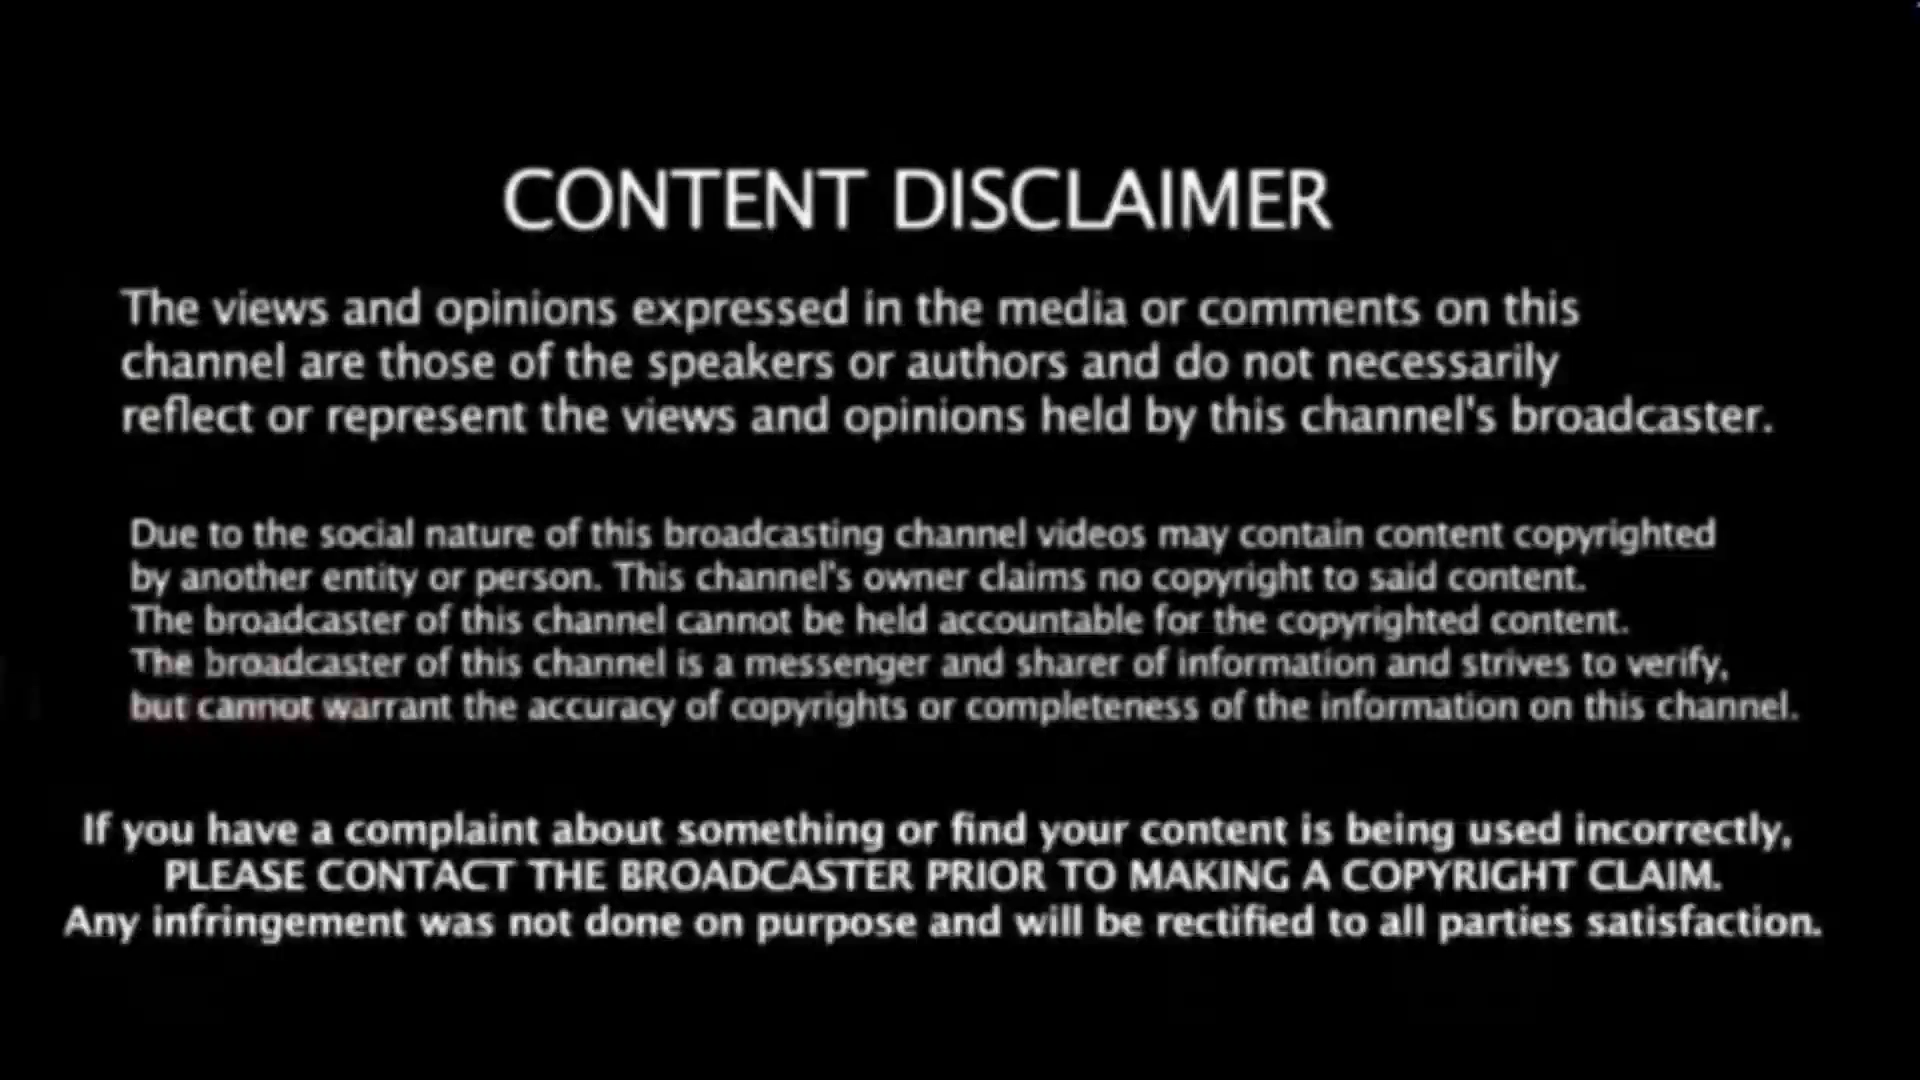 CONTENT DISCLAIMER
The views and opinions expressed in the media or comments on this
channel are those of the speakers or authors and do not necessarily
reflect or represent the views and opinions held by this channel's broadcaster.
Due to the social nature of this broadcasting channel videos may contain content copyrighted
by another entity or person. This channel's owner claims no copyright to said content.
The broadcaster of this channel cannot be held accountable for the copyrighted content.
The broadcaster of this channel is a messenger and sharer of information and strives to verify,
but cannot warrant the accuracy of copyrights or completeness of the information on this channel.
If you have a complaint about something or find your content is being used incorrectly,
PLEASE CONTACT THE BROADCASTER PRIOR TO MAKING A COPYRIGHT CLAIM.
Any infringement was not done on purpose and will be rectified to all parties satisfaction.